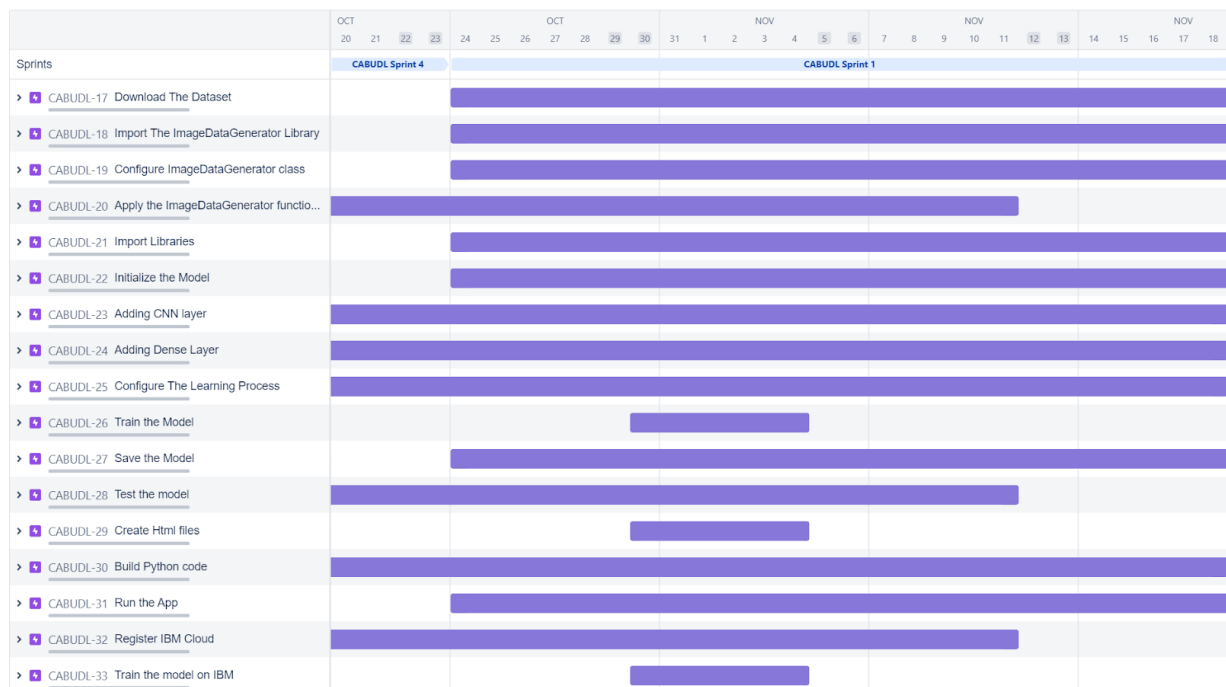 OCT OCT NOV NOV NOV
20 21 22 23 24 25 26 27 28 29 30 31 1 2 3 4 5 6 7 8 9 10 11 12 13 14 15 16 17 18
Sprints CABUDL Sprint 4 CABUDL Sprint 1
CABUDL-17 Download The Dataset
CABUDL-18 Import The ImageDataGenerator Library
CABUDL-19 Configure ImageDataGenerator class
CABUDL-20 Apply the ImageDataGenerator functio...
CABUDL-21 Import Libraries
CABUDL-22 Initialize the Model
CABUDL-23 Adding CNN layer
CABUDL-24 Adding Dense Layer
CABUDL-25 Configure The Learning Process
CABUDL-26 Train the Model
CABUDL-27 Save the Model
CABUDL-28 Test the model
CABUDL-29 Create Html files
CABUDL-30 Build Python code
CABUDL-31 Run the App
CABUDL-32 Register IBM Cloud
CABUDL-33 Train the model on IBM